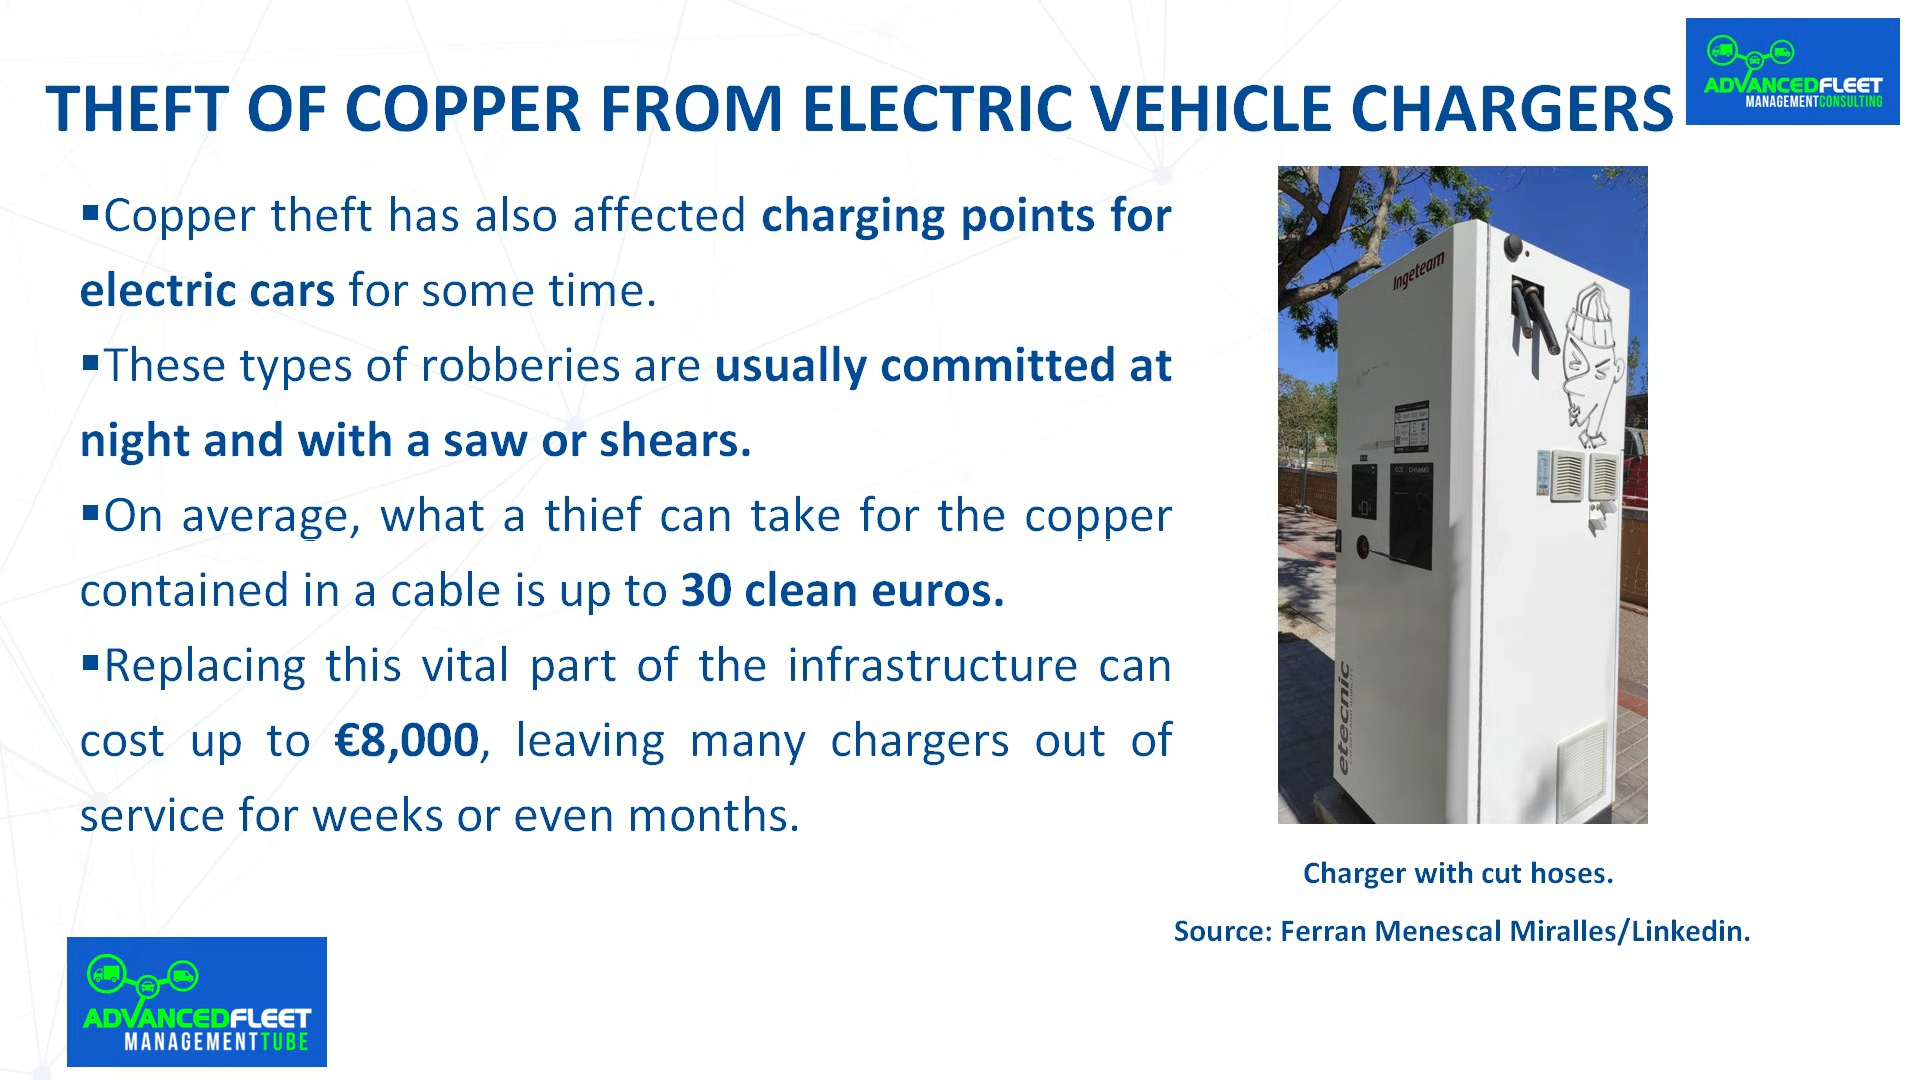 THEFT OF COPPER FROM ELECTRIC VEHICLE CHARGERS
ADVANCEDFLEET
MANAGEMENTCONSULTING
▪Copper theft has also affected charging points for
electric cars for some time.
▪These types of robberies are usually committed at
night and with a saw or shears.
▪On average, what a thief can take for the copper
contained in a cable is up to 30 clean euros.
▪Replacing this vital part of the infrastructure can
cost up to €8,000, leaving many chargers out of
service for weeks or even months.
Ingeteam
CCS CHAdeMO
etecnic
Charger with cut hoses.
Source: Ferran Menescal Miralles/Linkedin.
ADVANCEDFLEET
MANAGEMENTTUBE